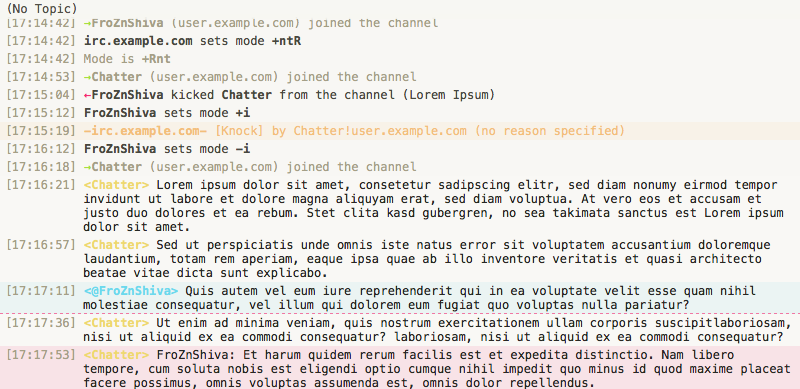 (No Topic)
[17:14:42] →FroZnShiva (user.example.com) joined the channel
[17:14:42] irc.example.com sets mode +ntR
[17:14:42] Mode is +Rnt
[17:14:53] →Chatter (user.example.com) joined the channel
[17:15:04] ←FroZnShiva kicked Chatter from the channel (Lorem Ipsum)
[17:15:12] FroZnShiva sets mode +i
[17:15:19] —irc.example.com— [Knock] by Chatter!user.example.com (no reason specified)
[17:16:12] FroZnShiva sets mode −i
[17:16:18] →Chatter (user.example.com) joined the channel
[17:16:21] <Chatter> Lorem ipsum dolor sit amet, consetetur sadipscing elitr, sed diam nonumy eirmod tempor
invidunt ut labore et dolore magna aliquyam erat, sed diam voluptua. At vero eos et accusam et
justo duo dolores et ea rebum. Stet clita kasd gubergren, no sea takimata sanctus est Lorem ipsum
dolor sit amet.
[17:16:57] <Chatter> Sed ut perspiciatis unde omnis iste natus error sit voluptatem accusantium doloremque
laudantium, totam rem aperiam, eaque ipsa quae ab illo inventore veritatis et quasi architecto
beatae vitae dicta sunt explicabo.
[17:17:11] <@FroZnShiva> Quis autem vel eum iure reprehenderit qui in ea voluptate velit esse quam nihil
molestiae consequatur, vel illum qui dolorem eum fugiat quo voluptas nulla pariatur?
[17:17:36] <Chatter> Ut enim ad minima veniam, quis nostrum exercitationem ullam corporis suscipitlaboriosam,
nisi ut aliquid ex ea commodi consequatur? laboriosam, nisi ut aliquid ex ea commodi consequatur?
[17:17:53] <Chatter> FroZnShiva: Et harum quidem rerum facilis est et expedita distinctio. Nam libero
tempore, cum soluta nobis est eligendi optio cumque nihil impedit quo minus id quod maxime placeat
facere possimus, omnis voluptas assumenda est, omnis dolor repellendus.